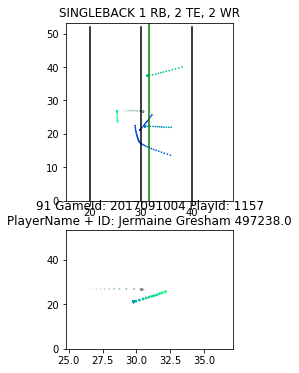 SINGLEBACK 1 RB, 2 TE, 2 WR
50
40
30
20
10
0
20 30 40
91 GameId: 2017091004 PlayId: 1157
PlayerName + ID: Jermaine Gresham 497238.0
40
20
0
25.0 27.5 30.0 32.5 35.0